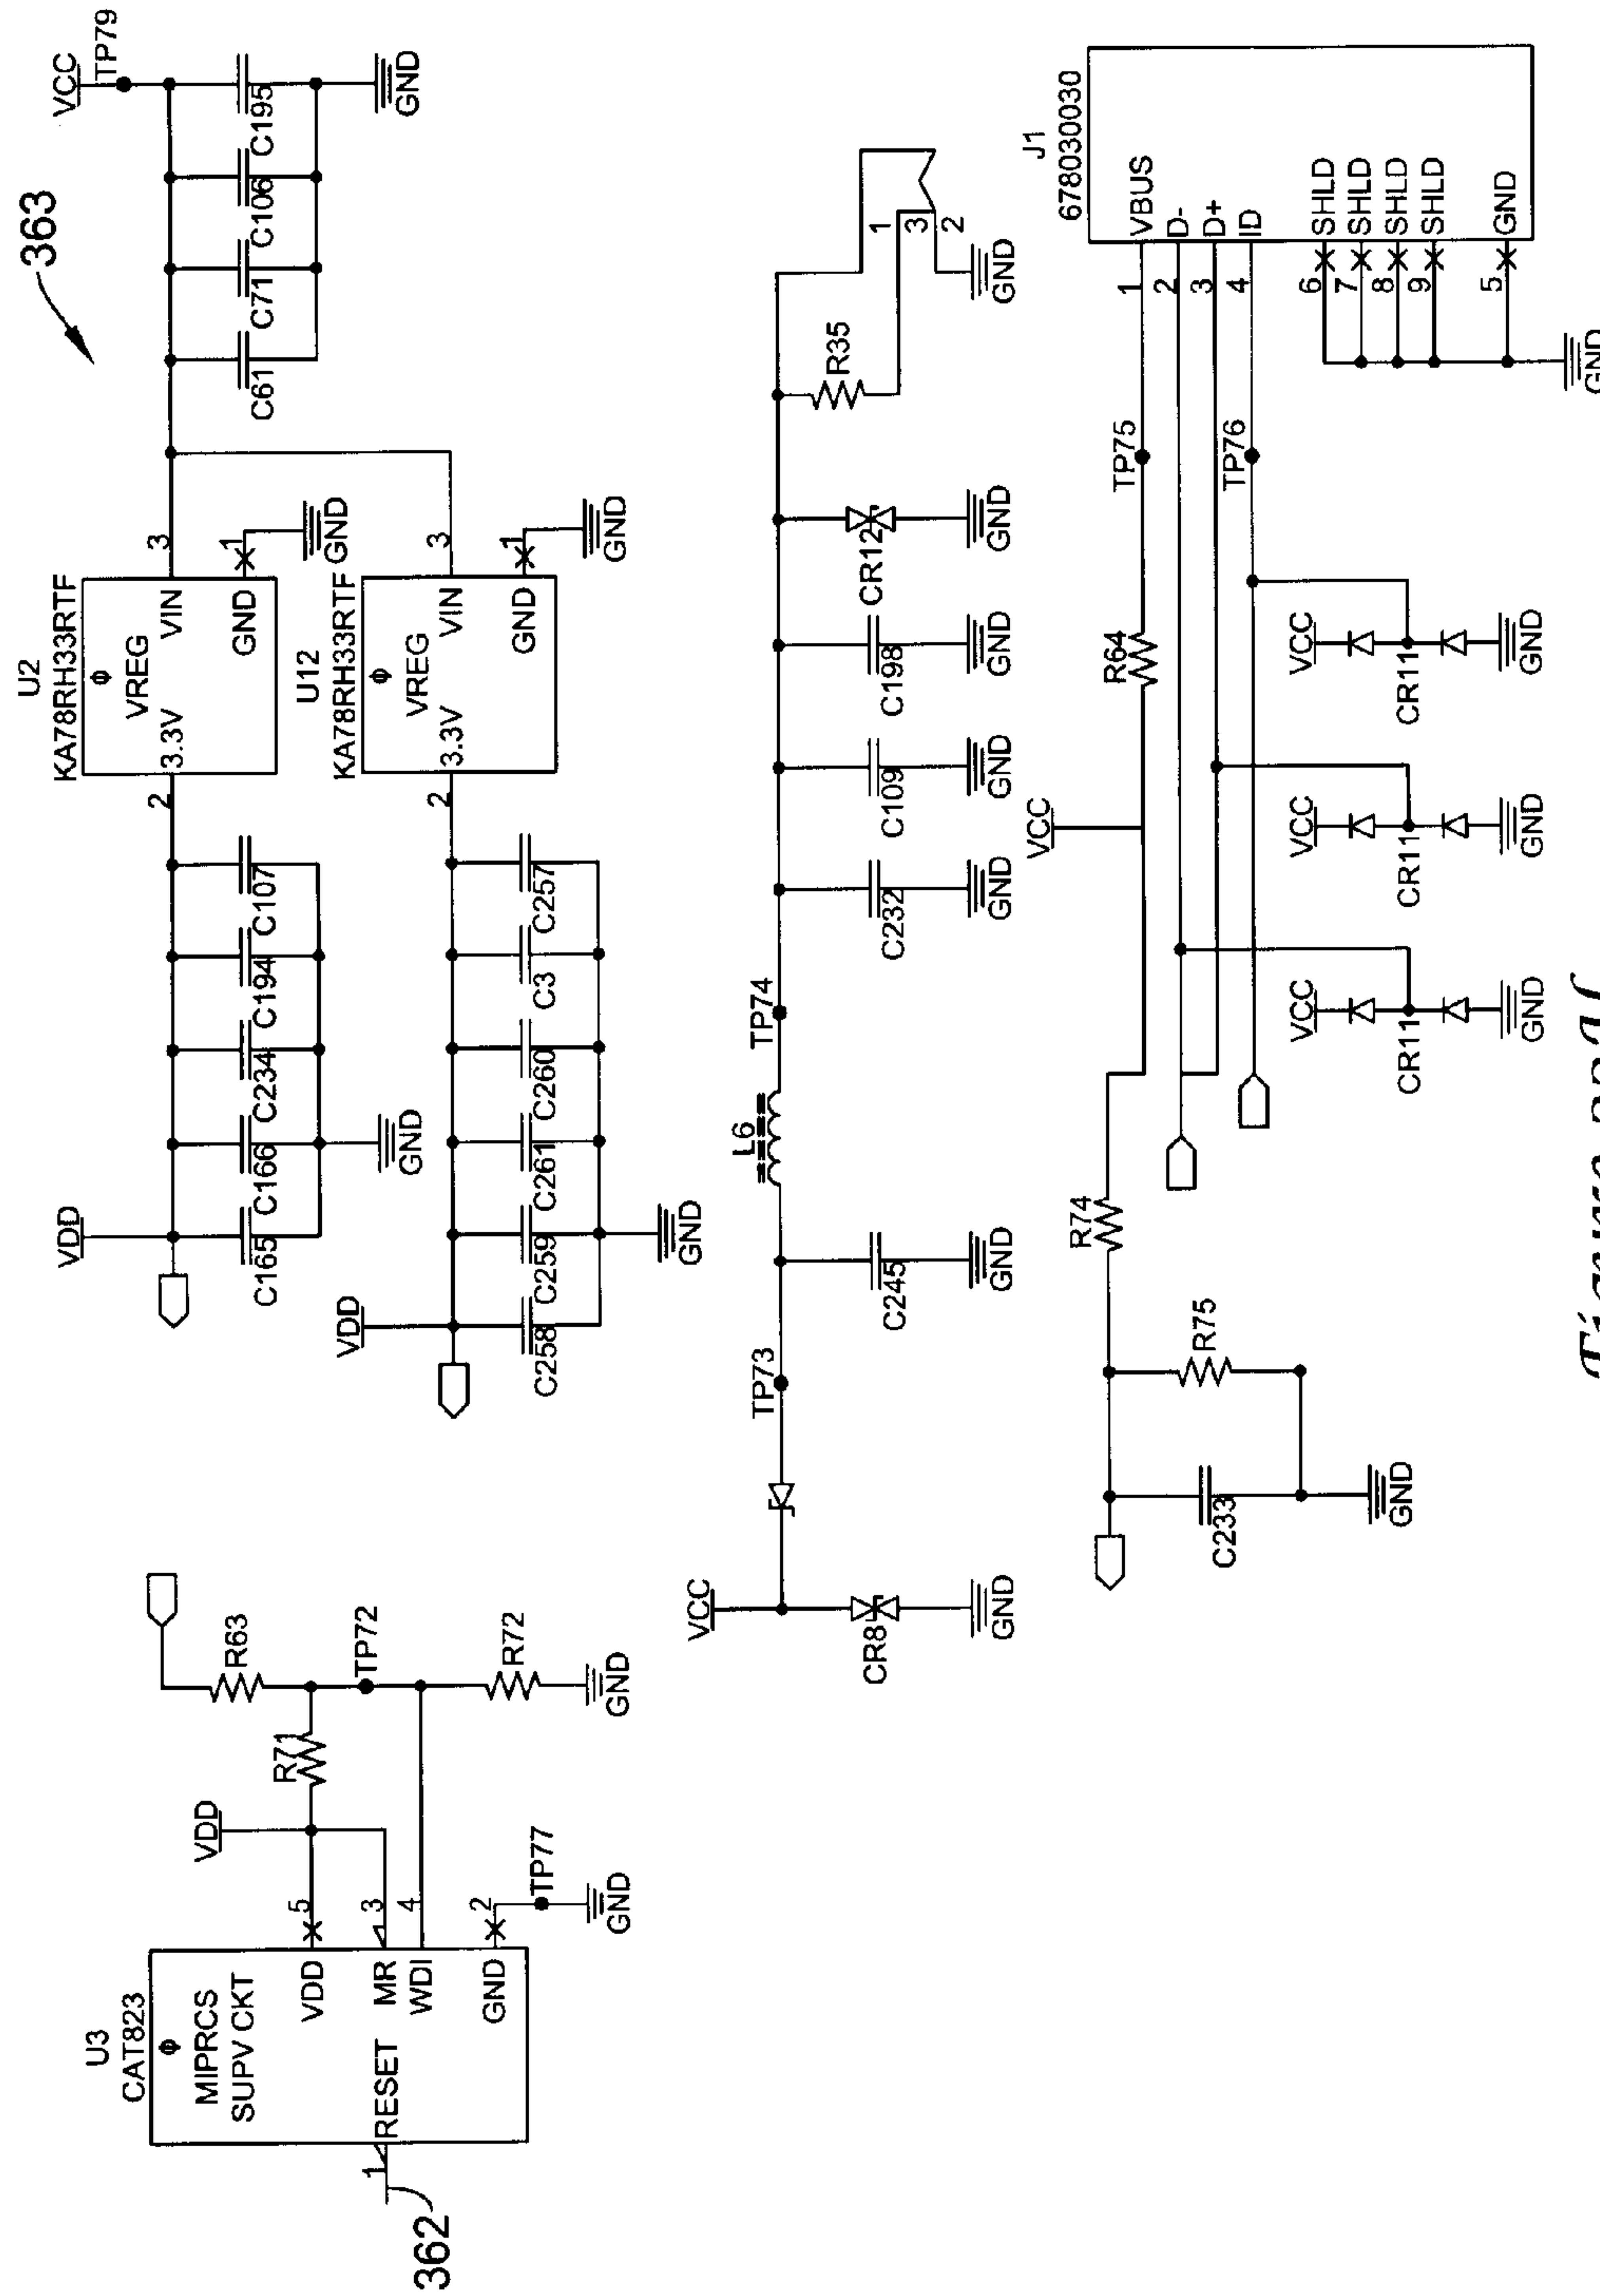 363
VCC
TP79
C195
C106
C71
C61
GND
U2
KA78RH33RTF
VREG
3.3V
VIN
GND
3
1
2
GND
VDD
C107
C194
C234
C166
C165
GND
U12
KA78RH33RTF
VREG
3.3V
VIN
GND
3
1
2
GND
VDD
C257
C3
C260
C261
C259
C258
GND
U3
CAT823
MIPRCS
SUPV CKT
VDD
MR
WDI
GND
RESET
1
5
3
4
2
362
VDD
R71
R63
TP72
R72
GND
TP77
GND
VCC
CR8
GND
TP73
C245
GND
L6
TP74
C232
GND
C109
GND
C198
GND
CR12
GND
R35
1
3
2
GND
J1
678030030
VBUS
D-
D+
ID
SHLD
SHLD
SHLD
SHLD
GND
1
2
3
4
6
7
8
9
5
GND
TP75
TP76
R64
VCC
R74
R75
C233
GND
VCC
CR11
GND
VCC
CR11
GND
VCC
CR11
GND